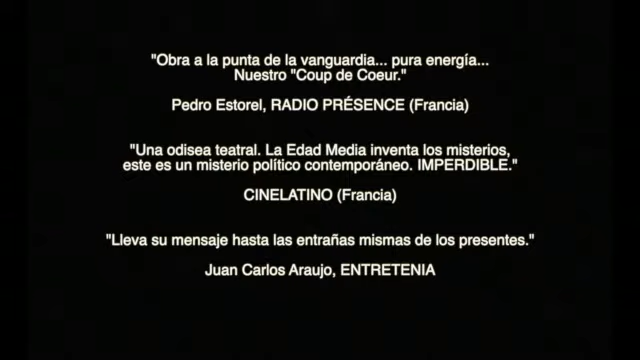 "Obra a la punta de la vanguardia... pura energía...
Nuestro "Coup de Coeur."
Pedro Estorel, RADIO PRÉSENCE (Francia)
"Una odisea teatral. La Edad Media inventa los misterios,
este es un misterio político contemporáneo. IMPERDIBLE."
CINELATINO (Francia)
"Lleva su mensaje hasta las entrañas mismas de los presentes."
Juan Carlos Araujo, ENTRETENIA